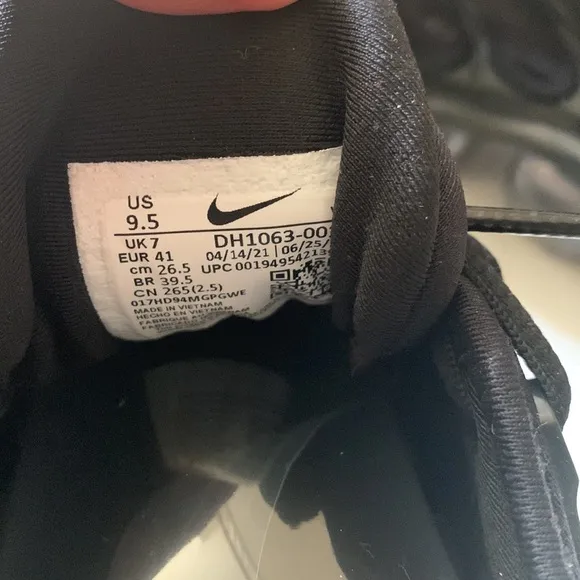 US
9.5
UK 7
EUR 41
cm 26.5
BR 39.5
CN 265(2.5)
DH1063-00
04/14/21 | 06/25/
UPC 00194954213
017HD94MGPGWE
MADE IN VIETNAM
HECHO EN VIETNAM
FABRIQUE AU VIETNAM